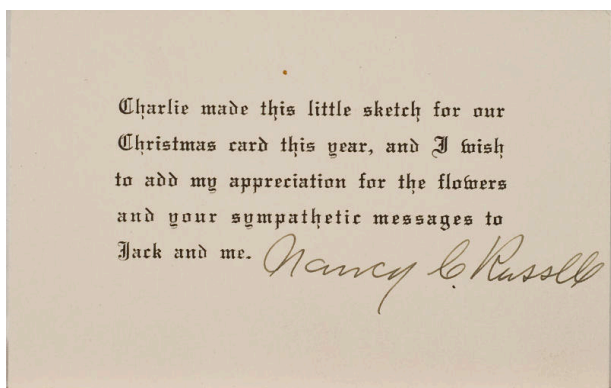 Charlie made this little sketch for our
Christmas card this year, and I wish
to add my appreciation for the flowers
and your sympathetic messages to
Jack and me. Nancy C. Russell